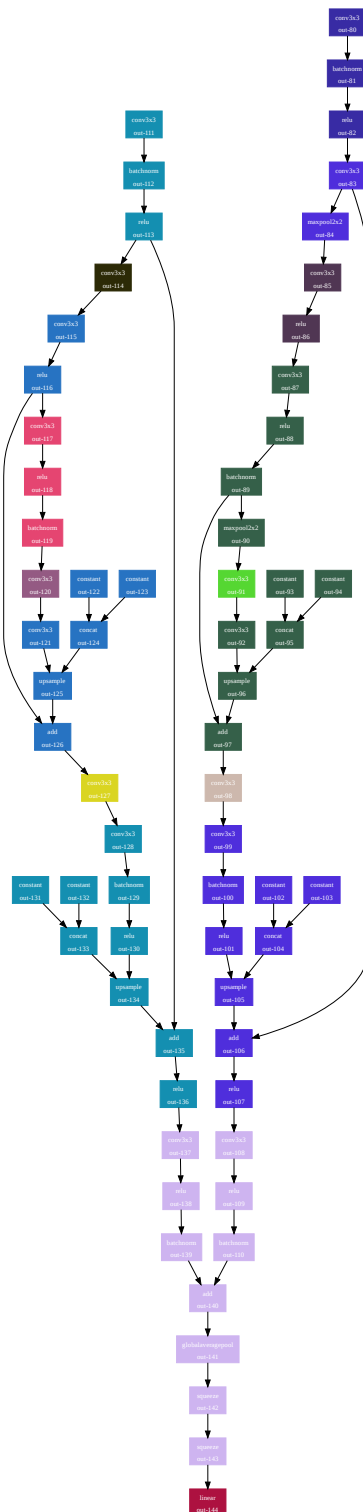 conv3x3
out-80
batchnorm
out-81
relu
out-82
conv3x3
out-83
maxpool2x2
out-84
conv3x3
out-85
relu
out-86
conv3x3
out-87
relu
out-88
batchnorm
out-89
maxpool2x2
out-90
conv3x3
out-91
constant
out-93
constant
out-94
conv3x3
out-92
concat
out-95
upsample
out-96
add
out-97
conv3x3
out-98
conv3x3
out-99
batchnorm
out-100
constant
out-102
constant
out-103
relu
out-101
concat
out-104
upsample
out-105
add
out-106
relu
out-107
conv3x3
out-108
relu
out-109
batchnorm
out-110
conv3x3
out-111
batchnorm
out-112
relu
out-113
conv3x3
out-114
conv3x3
out-115
relu
out-116
conv3x3
out-117
relu
out-118
batchnorm
out-119
conv3x3
out-120
constant
out-122
constant
out-123
conv3x3
out-121
concat
out-124
upsample
out-125
add
out-126
conv3x3
out-127
conv3x3
out-128
constant
out-131
constant
out-132
batchnorm
out-129
concat
out-133
relu
out-130
upsample
out-134
add
out-135
relu
out-136
conv3x3
out-137
relu
out-138
batchnorm
out-139
add
out-140
globalaveragepool
out-141
squeeze
out-142
squeeze
out-143
linear
out-144